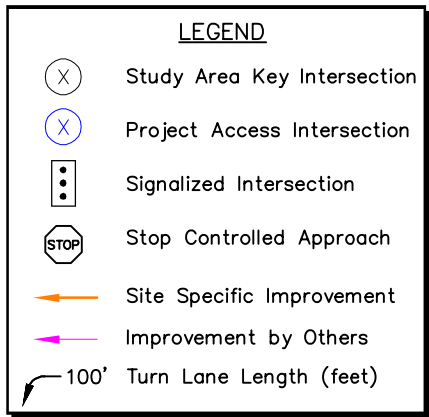 LEGEND
X Study Area Key Intersection
X Project Access Intersection
Signalized Intersection
STOP Stop Controlled Approach
Site Specific Improvement
Improvement by Others
100' Turn Lane Length (feet)